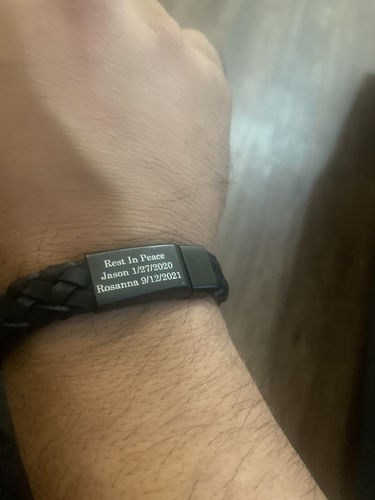 Rest In Peace
Jason 1/27/2020
Rosanna 9/12/2021